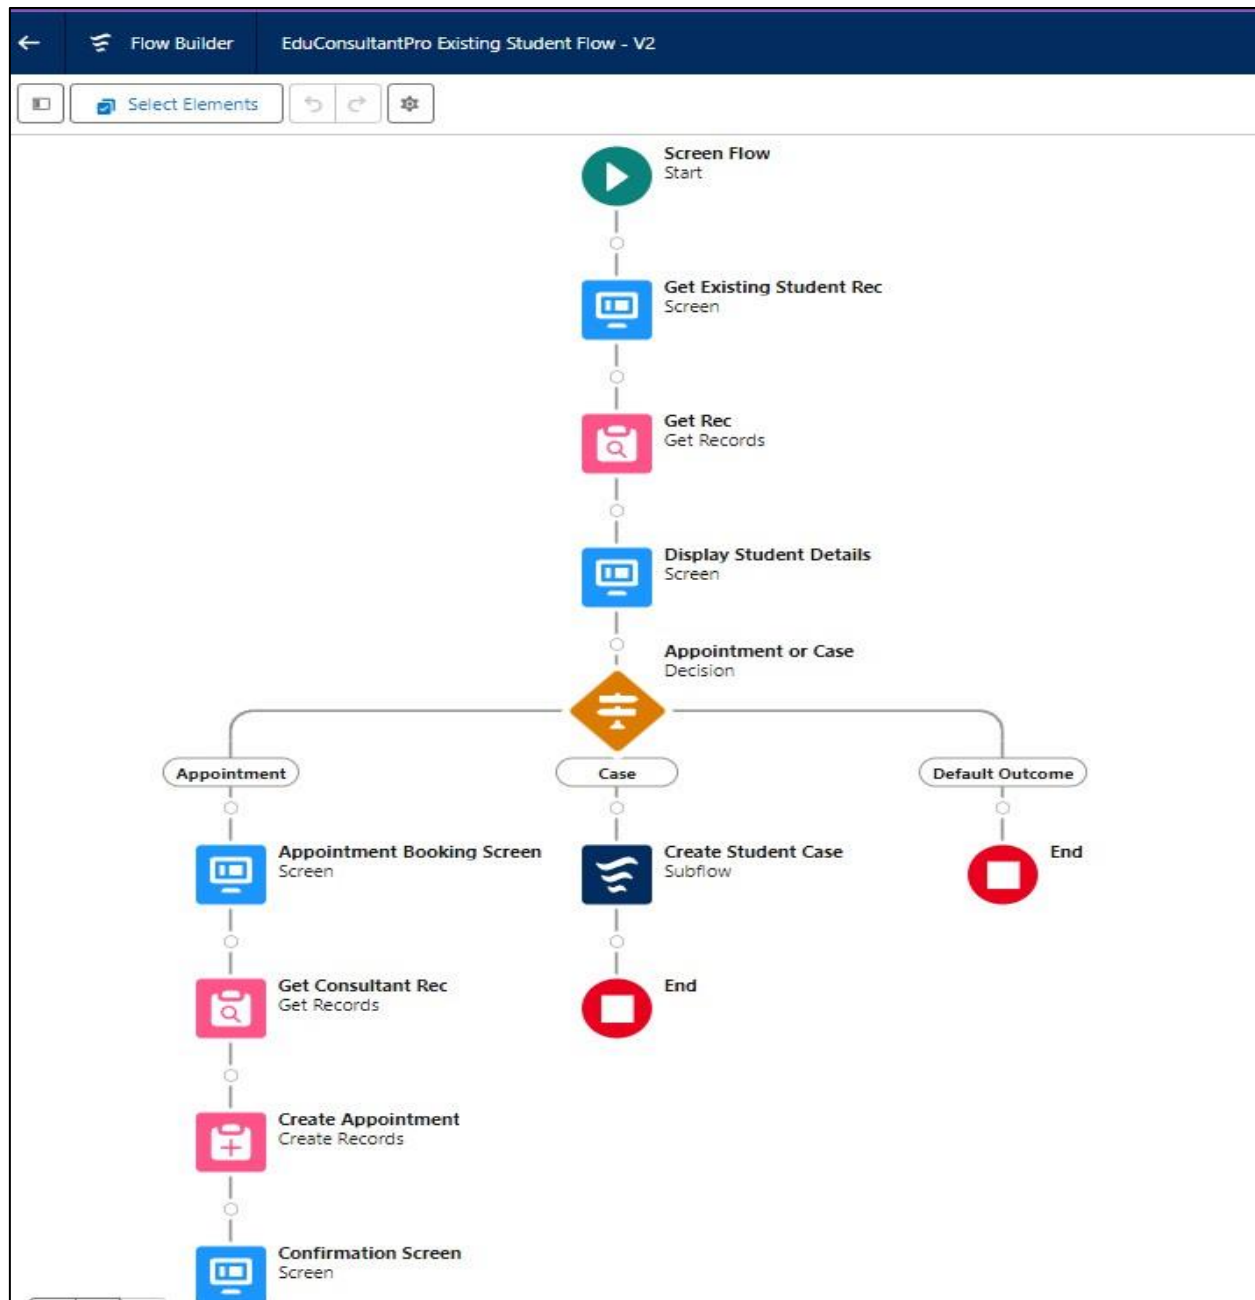 Flow Builder
EduConsultantPro Existing Student Flow - V2
Select Elements
Screen Flow
Start
Get Existing Student Rec
Screen
Get Rec
Get Records
Display Student Details
Screen
Appointment or Case
Decision
Appointment
Case
Default Outcome
Appointment Booking Screen
Screen
Create Student Case
Subflow
End
Get Consultant Rec
Get Records
End
Create Appointment
Create Records
Confirmation Screen
Screen